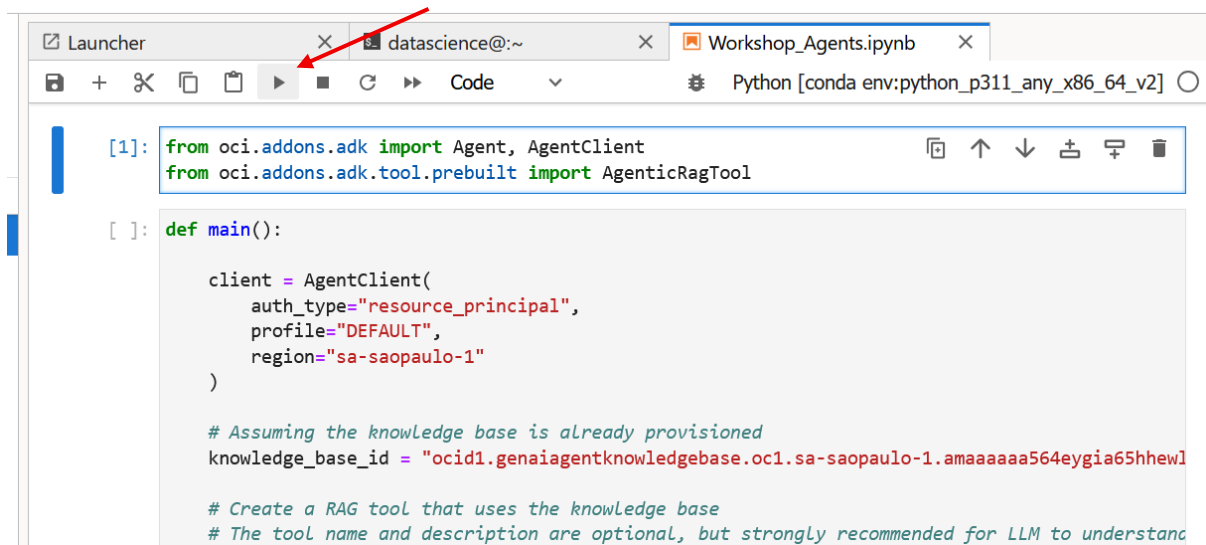 Launcher
datascience@:~
Workshop_Agents.ipynb
Code
Python [conda env:python_p311_any_x86_64_v2]
[1]: from oci.addons.adk import Agent, AgentClient
from oci.addons.adk.tool.prebuilt import AgenticRagTool
[ ]: def main():
client = AgentClient(
auth_type="resource_principal",
profile="DEFAULT",
region="sa-saopaulo-1"
)
# Assuming the knowledge base is already provisioned
knowledge_base_id = "ocid1.genaiagentknowledgebase.oc1.sa-saopaulo-1.amaaaaaa564eygia65hhewl
# Create a RAG tool that uses the knowledge base
# The tool name and description are optional, but strongly recommended for LLM to understand